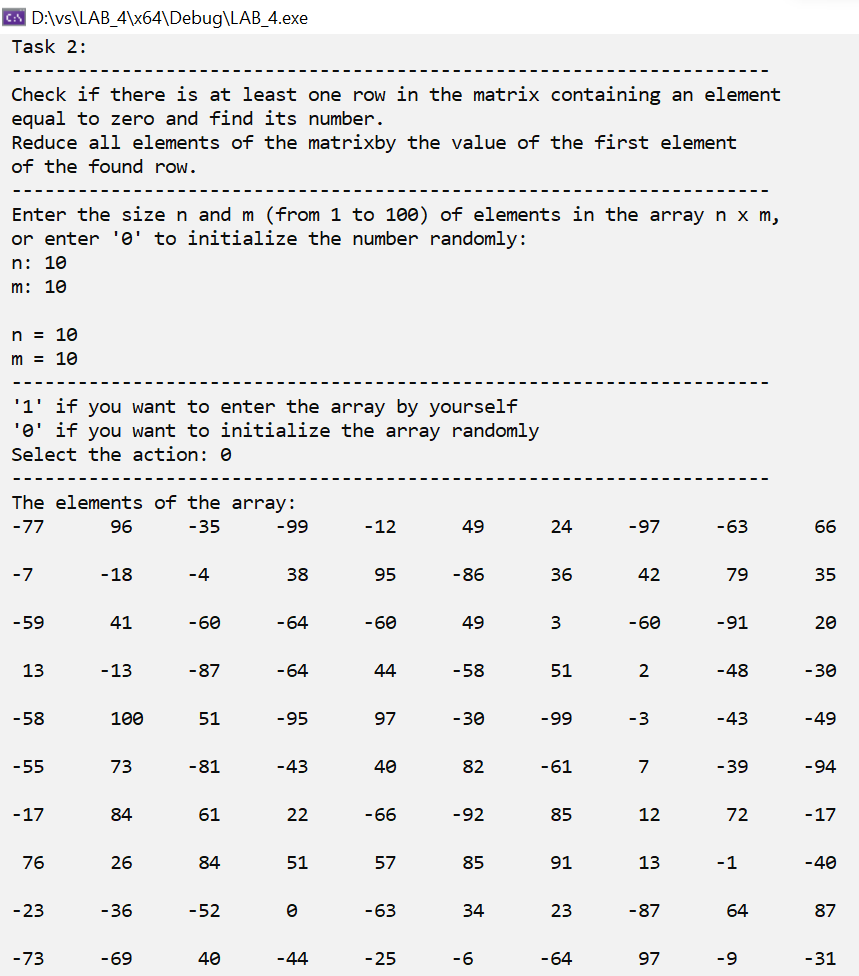 D:\vs\LAB_4\x64\Debug\LAB_4.exe
Task 2:
---------------------------------------------------------------------
Check if there is at least one row in the matrix containing an element
equal to zero and find its number.
Reduce all elements of the matrixby the value of the first element
of the found row.
---------------------------------------------------------------------
Enter the size n and m (from 1 to 100) of elements in the array n x m,
or enter '0' to initialize the number randomly:
n: 10
m: 10
n = 10
m = 10
---------------------------------------------------------------------
'1' if you want to enter the array by yourself
'0' if you want to initialize the array randomly
Select the action: 0
---------------------------------------------------------------------
The elements of the array:
-77 96 -35 -99 -12 49 24 -97 -63 66
-7 -18 -4 38 95 -86 36 42 79 35
-59 41 -60 -64 -60 49 3 -60 -91 20
13 -13 -87 -64 44 -58 51 2 -48 -30
-58 100 51 -95 97 -30 -99 -3 -43 -49
-55 73 -81 -43 40 82 -61 7 -39 -94
-17 84 61 22 -66 -92 85 12 72 -17
76 26 84 51 57 85 91 13 -1 -40
-23 -36 -52 0 -63 34 23 -87 64 87
-73 -69 40 -44 -25 -6 -64 97 -9 -31